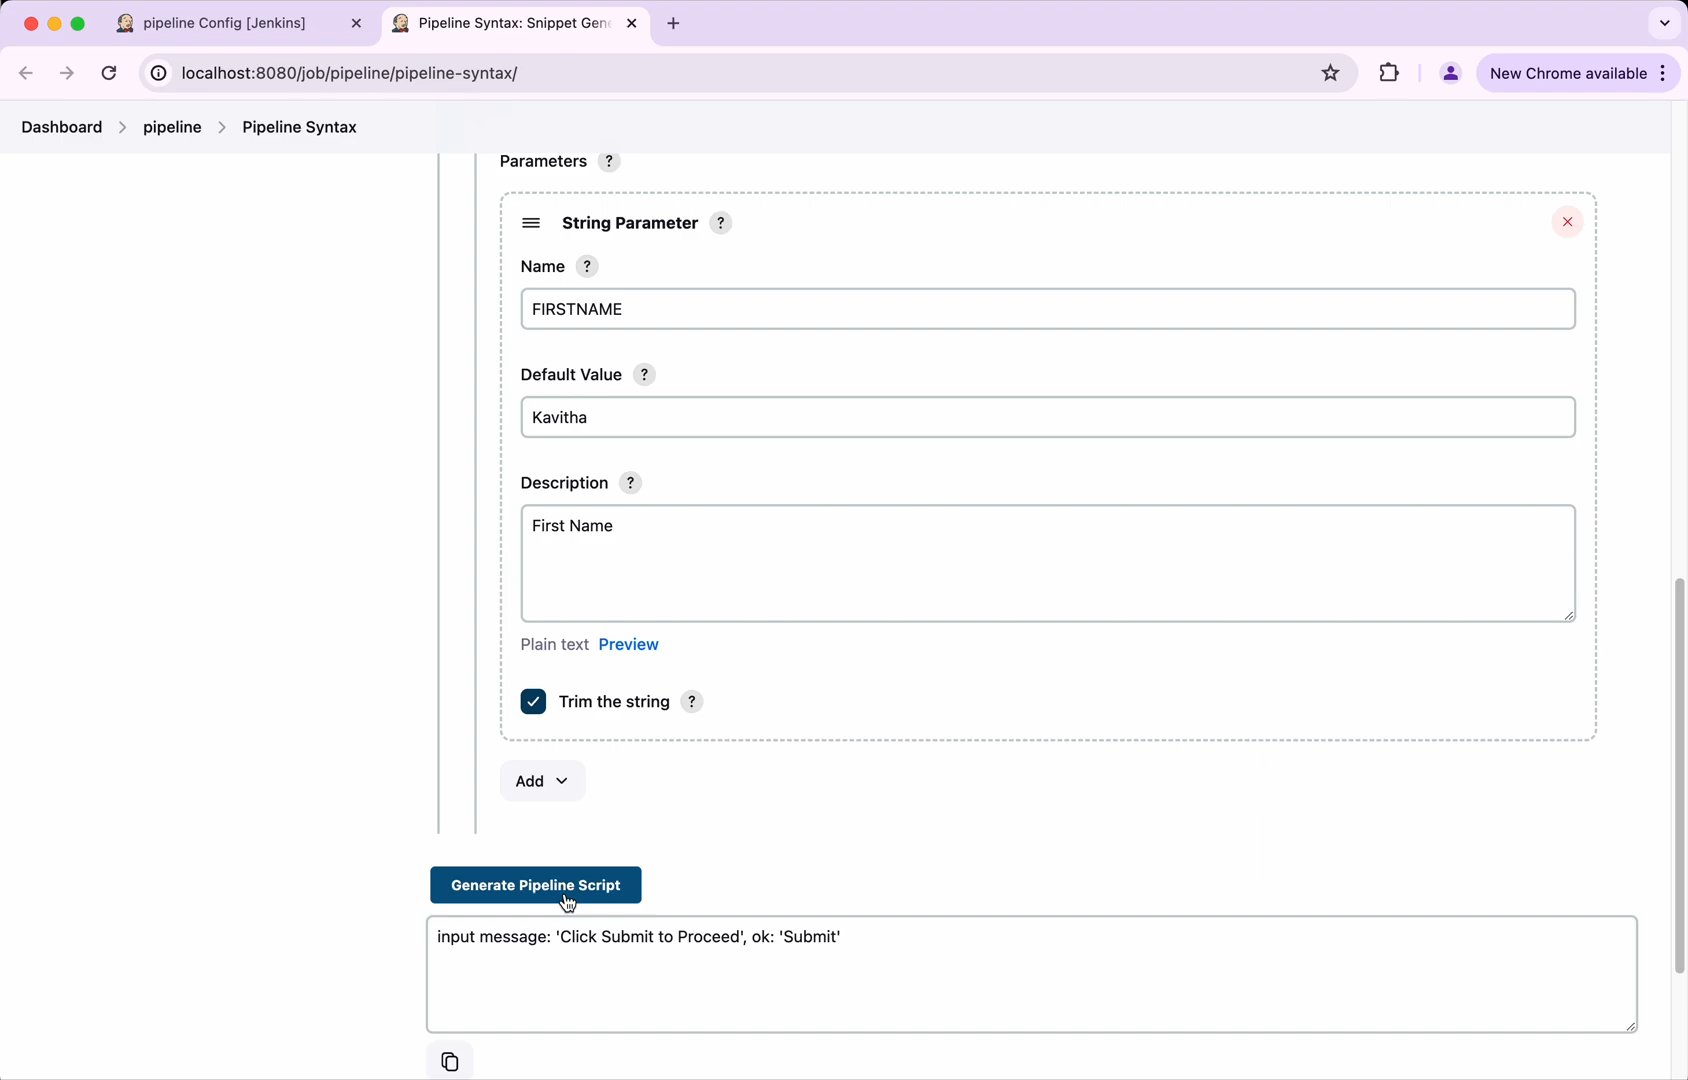 pipeline Config [Jenkins]
Pipeline Syntax: Snippet Gen
localhost:8080/job/pipeline/pipeline-syntax/
New Chrome available
Dashboard > pipeline > Pipeline Syntax
Parameters ?
String Parameter ?
Name ?
FIRSTNAME
Default Value ?
Kavitha
Description ?
First Name
Plain text Preview
Trim the string ?
Add
Generate Pipeline Script
input message: 'Click Submit to Proceed', ok: 'Submit'